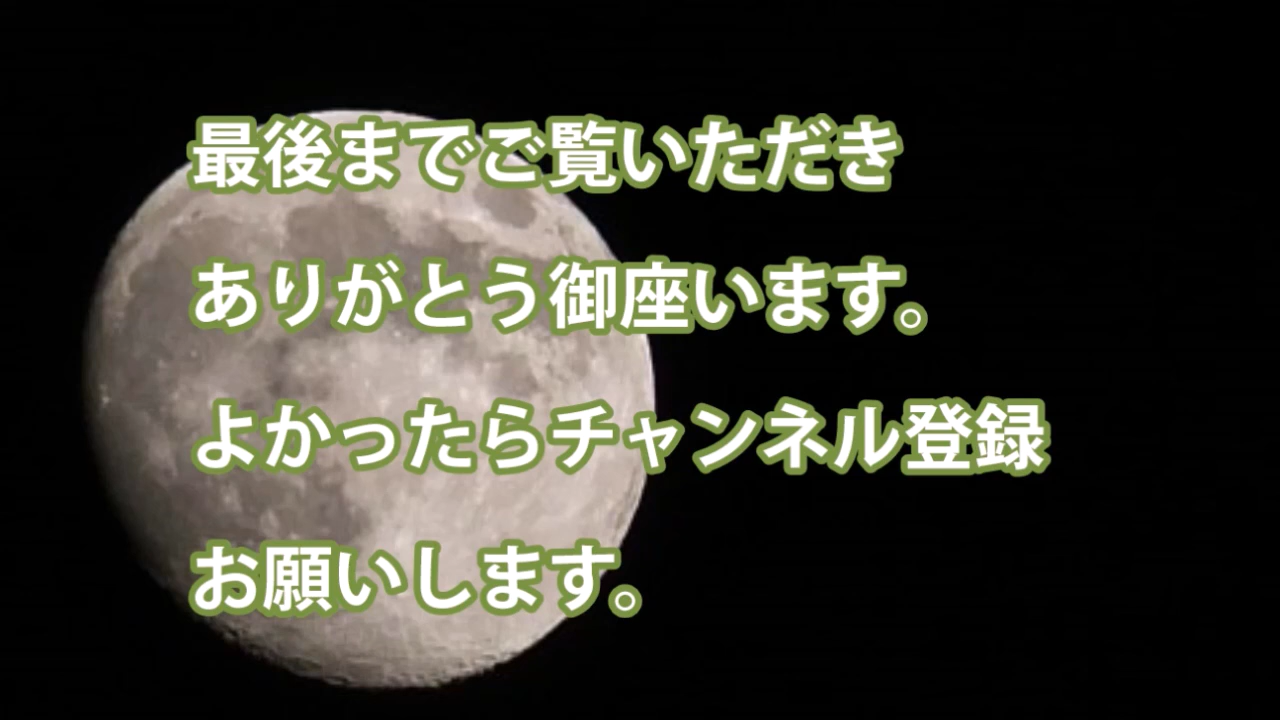 最後までご覧いただき
ありがとう御座います。
よかったらチャンネル登録
お願いします。